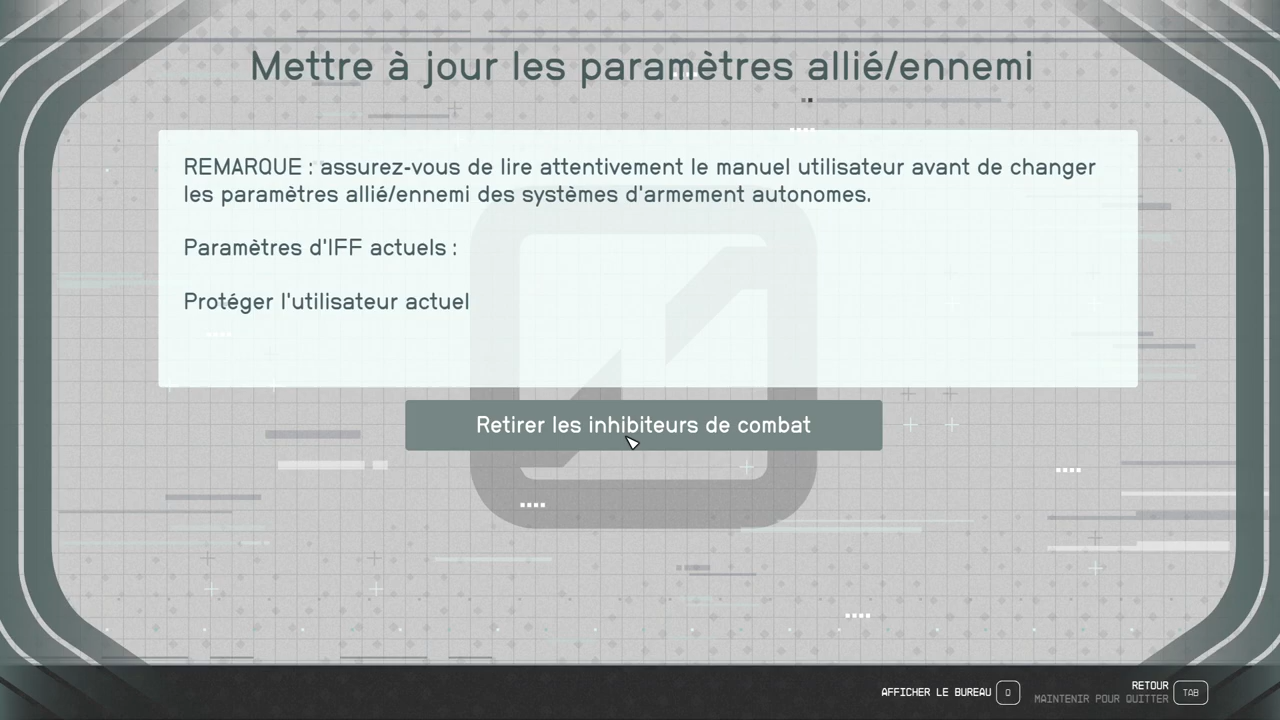 Mettre à jour les paramètres allié/ennemi
REMARQUE : assurez-vous de lire attentivement le manuel utilisateur avant de changer
les paramètres allié/ennemi des systèmes d'armement autonomes.
Paramètres d'IFF actuels :
Protéger l'utilisateur actuel
Retirer les inhibiteurs de combat
AFFICHER LE BUREAU Q
RETOUR
MAINTENIR POUR QUITTER TAB